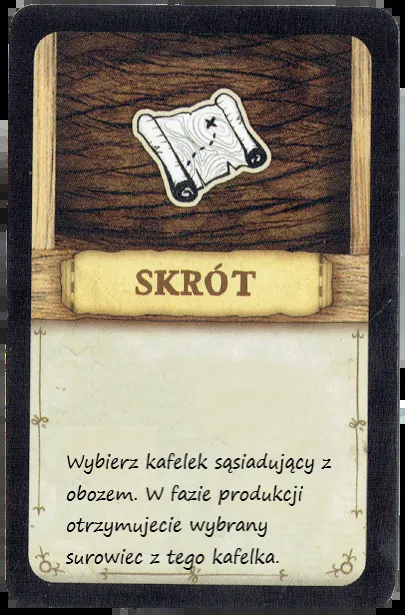 SKRÓT
Wybierz kafelek sąsiadujący z
obozem. W fazie produkcji
otrzymujecie wybrany
surowiec z tego kafelka.